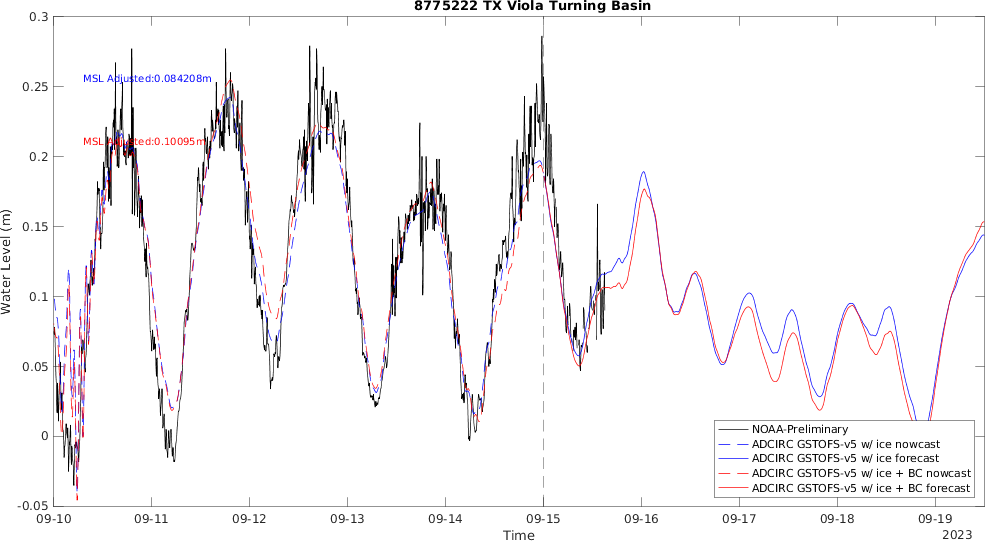 8775222 TX Viola Turning Basin
0.3
0.25
0.2
0.15
0.1
0.05
0
-0.05
Water Level (m)
MSL Adjusted:0.084208m
MSL Adjusted:0.10095m
NOAA-Preliminary
ADCIRC GSTOFS-v5 w/ ice nowcast
ADCIRC GSTOFS-v5 w/ ice forecast
ADCIRC GSTOFS-v5 w/ ice + BC nowcast
ADCIRC GSTOFS-v5 w/ ice + BC forecast
09-10 09-11 09-12 09-13 09-14 09-15 09-16 09-17 09-18 09-19
Time
2023